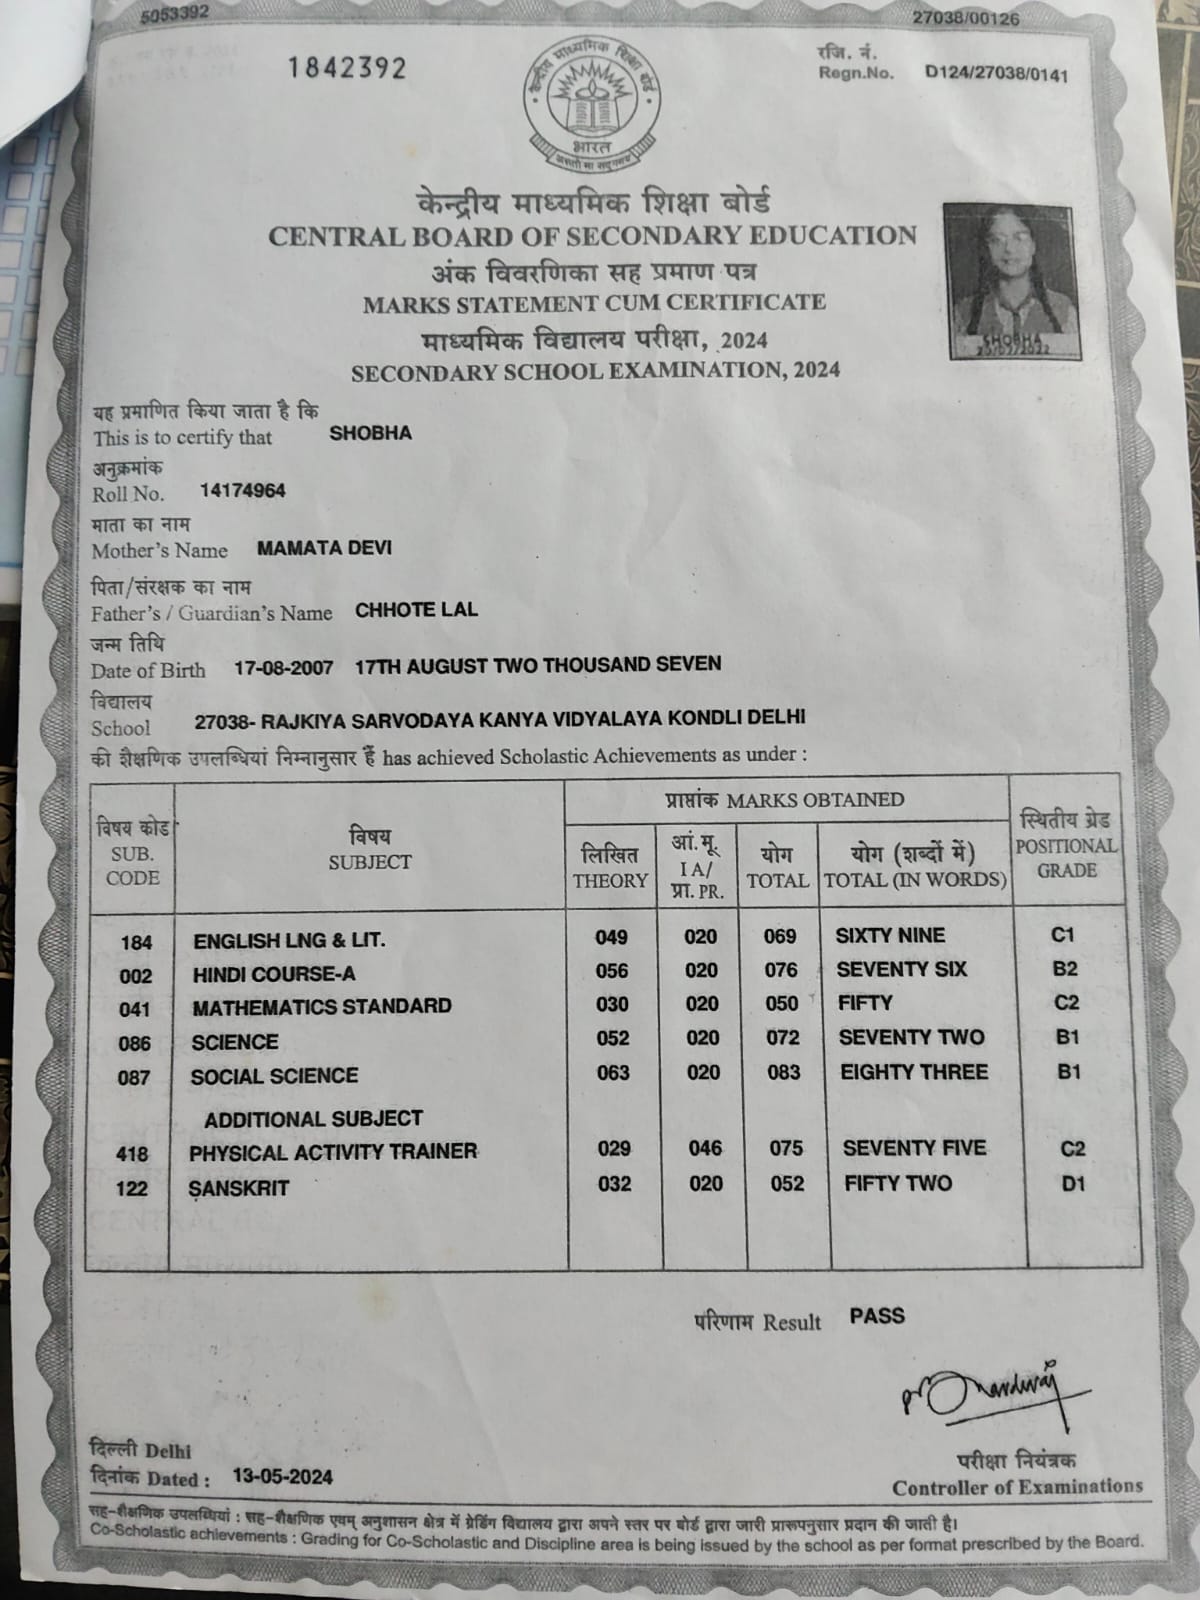 5053392
27038/00126
1842392
रजि. नं.
Regn.No. D124/27038/0141
केन्द्रीय माध्यमिक शिक्षा बोर्ड
भारत
असतो मा सद्गमय
केन्द्रीय माध्यमिक शिक्षा बोर्ड
CENTRAL BOARD OF SECONDARY EDUCATION
अंक विवरणिका सह प्रमाण पत्र
MARKS STATEMENT CUM CERTIFICATE
माध्यमिक विद्यालय परीक्षा, 2024
SECONDARY SCHOOL EXAMINATION, 2024
SHOBHA
यह प्रमाणित किया जाता है कि
This is to certify that SHOBHA
अनुक्रमांक
Roll No. 14174964
माता का नाम
Mother's Name MAMATA DEVI
पिता/संरक्षक का नाम
Father's / Guardian's Name CHHOTE LAL
जन्म तिथि
Date of Birth 17-08-2007 17TH AUGUST TWO THOUSAND SEVEN
विद्यालय
School 27038- RAJKIYA SARVODAYA KANYA VIDYALAYA KONDLI DELHI
की शैक्षणिक उपलब्धियां निम्नानुसार हैं has achieved Scholastic Achievements as under :
विषय कोड
SUB.
CODE
विषय
SUBJECT
प्राप्तांक MARKS OBTAINED
लिखित
THEORY
आं.मू.
I A/
प्रा. PR.
योग
TOTAL
योग (शब्दों में)
TOTAL (IN WORDS)
स्थितीय ग्रेड
POSITIONAL
GRADE
184 ENGLISH LNG & LIT. 049 020 069 SIXTY NINE C1
002 HINDI COURSE-A 056 020 076 SEVENTY SIX B2
041 MATHEMATICS STANDARD 030 020 050 FIFTY C2
086 SCIENCE 052 020 072 SEVENTY TWO B1
087 SOCIAL SCIENCE 063 020 083 EIGHTY THREE B1
ADDITIONAL SUBJECT
418 PHYSICAL ACTIVITY TRAINER 029 046 075 SEVENTY FIVE C2
122 SANSKRIT 032 020 052 FIFTY TWO D1
परिणाम Result PASS
दिल्ली Delhi
दिनांक Dated : 13-05-2024
परीक्षा नियंत्रक
Controller of Examinations
सह-शैक्षणिक उपलब्धियां : सह-शैक्षणिक एवम् अनुशासन क्षेत्र में ग्रेडिंग विद्यालय द्वारा अपने स्तर पर बोर्ड द्वारा जारी प्रारूपनुसार प्रदान की जाती है।
Co-Scholastic achievements : Grading for Co-Scholastic and Discipline area is being issued by the school as per format prescribed by the Board.